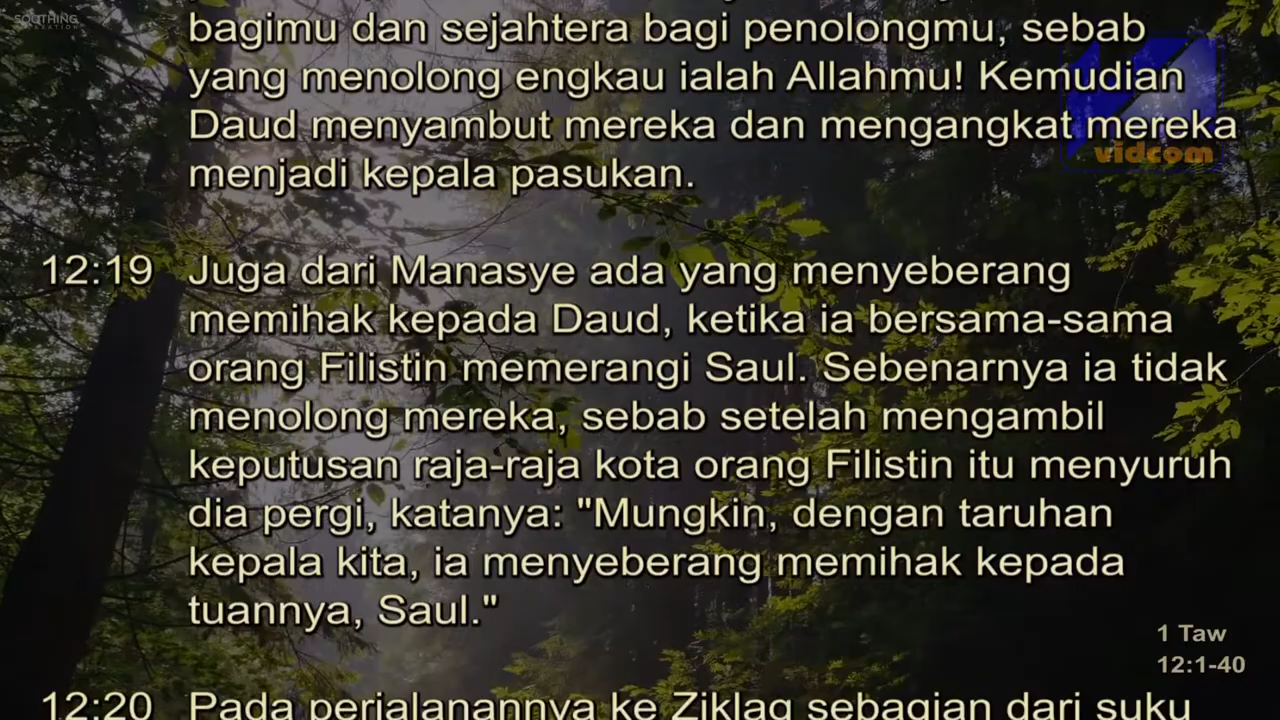 SOOTHING
RELAXATION
bagimu dan sejahtera bagi penolongmu, sebab
yang menolong engkau ialah Allahmu! Kemudian
Daud menyambut mereka dan mengangkat mereka
menjadi kepala pasukan.
vidcom
12:19 Juga dari Manasye ada yang menyeberang
memihak kepada Daud, ketika ia bersama-sama
orang Filistin memerangi Saul. Sebenarnya ia tidak
menolong mereka, sebab setelah mengambil
keputusan raja-raja kota orang Filistin itu menyuruh
dia pergi, katanya: "Mungkin, dengan taruhan
kepala kita, ia menyeberang memihak kepada
tuannya, Saul."
1 Taw
12:1-40
12:20 Pada perjalanannya ke Ziklag sebagian dari suku